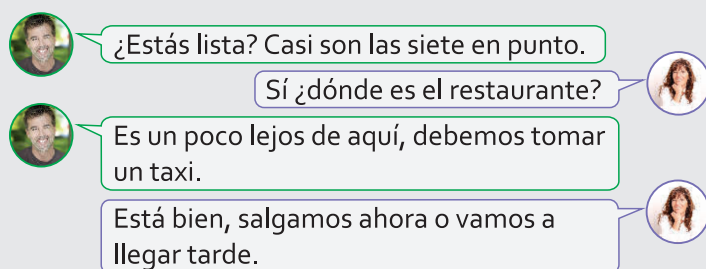 ¿Estás lista? Casi son las siete en punto.
Sí ¿dónde es el restaurante?
Es un poco lejos de aquí, debemos tomar
un taxi.
Está bien, salgamos ahora o vamos a
llegar tarde.